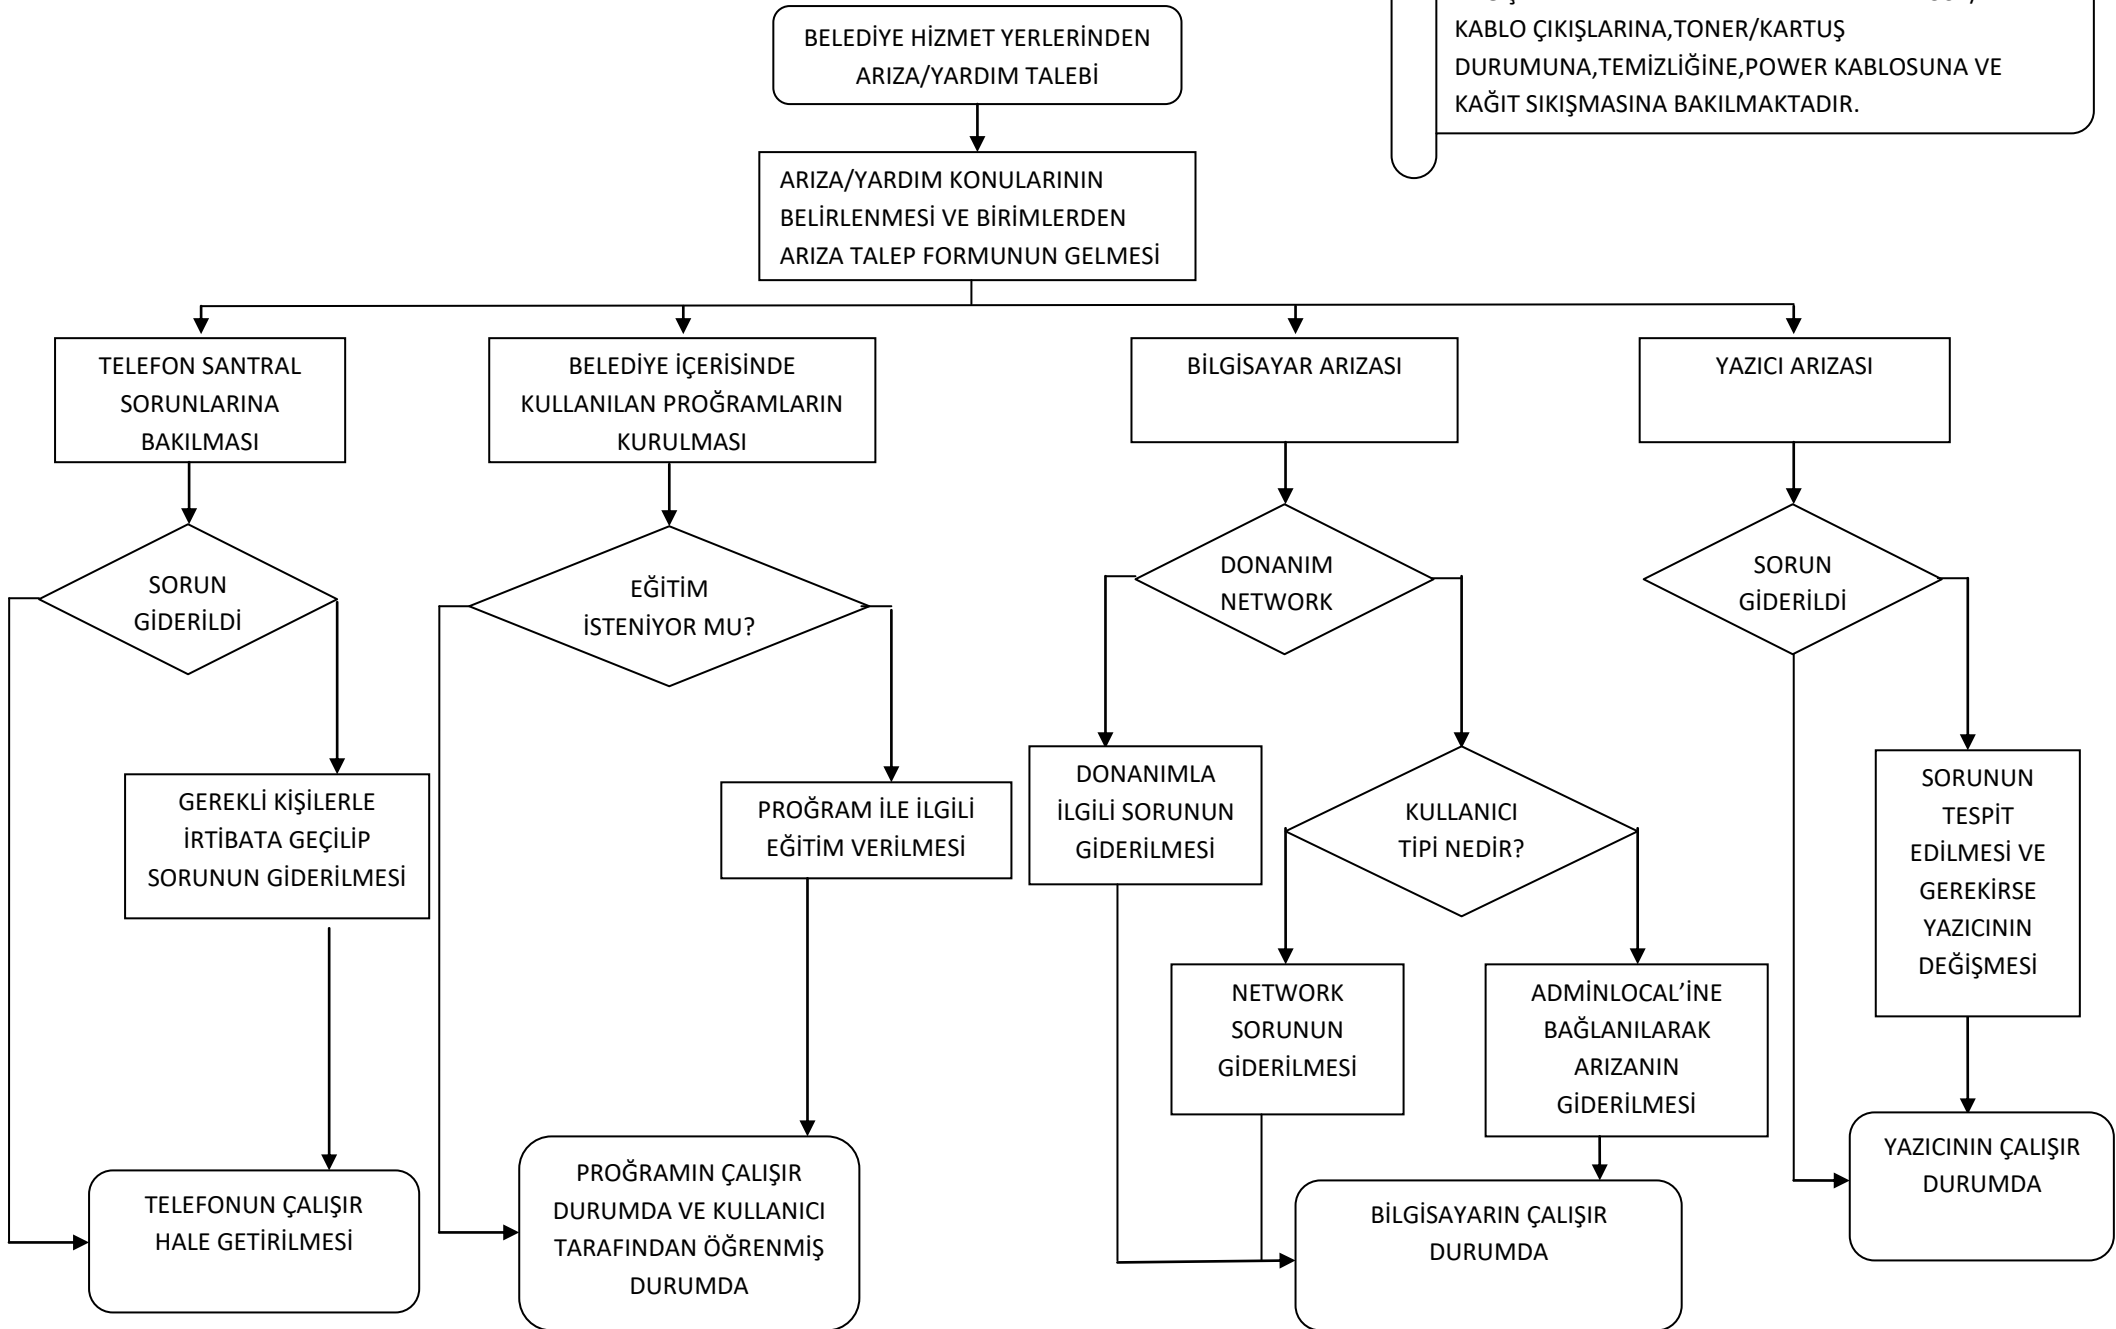 KABLO ÇIKIŞLARINA,TONER/KARTUŞ
DURUMUNA,TEMİZLİĞİNE,POWER KABLOSUNA VE
KAĞIT SIKIŞMASINA BAKILMAKTADIR.
BELEDİYE HİZMET YERLERİNDEN
ARIZA/YARDIM TALEBİ
ARIZA/YARDIM KONULARININ
BELİRLENMESİ VE BİRİMLERDEN
ARIZA TALEP FORMUNUN GELMESİ
TELEFON SANTRAL
SORUNLARINA
BAKILMASI
BELEDİYE İÇERİSİNDE
KULLANILAN PROĞRAMLARIN
KURULMASI
BİLGİSAYAR ARIZASI
YAZICI ARIZASI
SORUN
GİDERİLDİ
EĞİTİM
İSTENİYOR MU?
DONANIM
NETWORK
SORUN
GİDERİLDİ
GEREKLİ KİŞİLERLE
İRTİBATA GEÇİLİP
SORUNUN GİDERİLMESİ
PROĞRAM İLE İLGİLİ
EĞİTİM VERİLMESİ
DONANIMLA
İLGİLİ SORUNUN
GİDERİLMESİ
KULLANICI
TİPİ NEDİR?
SORUNUN
TESPİT
EDİLMESİ VE
GEREKİRSE
YAZICININ
DEĞİŞMESİ
NETWORK
SORUNUN
GİDERİLMESİ
ADMİNLOCAL’İNE
BAĞLANILARAK
ARIZANIN
GİDERİLMESİ
TELEFONUN ÇALIŞIR
HALE GETİRİLMESİ
PROĞRAMIN ÇALIŞIR
DURUMDA VE KULLANICI
TARAFINDAN ÖĞRENMİŞ
DURUMDA
BİLGİSAYARIN ÇALIŞIR
DURUMDA
YAZICININ ÇALIŞIR
DURUMDA